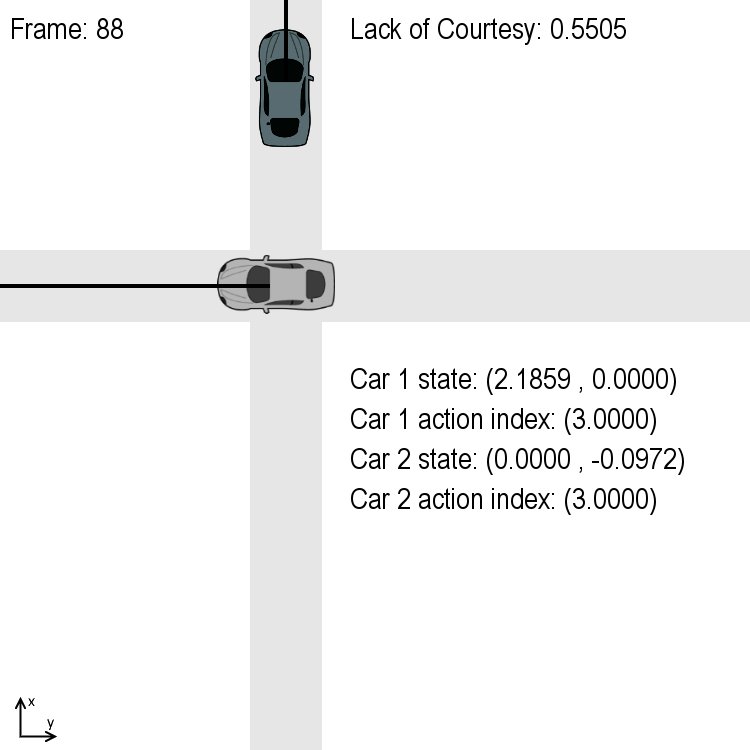 Frame: 88
Lack of Courtesy: 0.5505
Car 1 state: (2.1859 , 0.0000)
Car 1 action index: (3.0000)
Car 2 state: (0.0000 , -0.0972)
Car 2 action index: (3.0000)
x
y